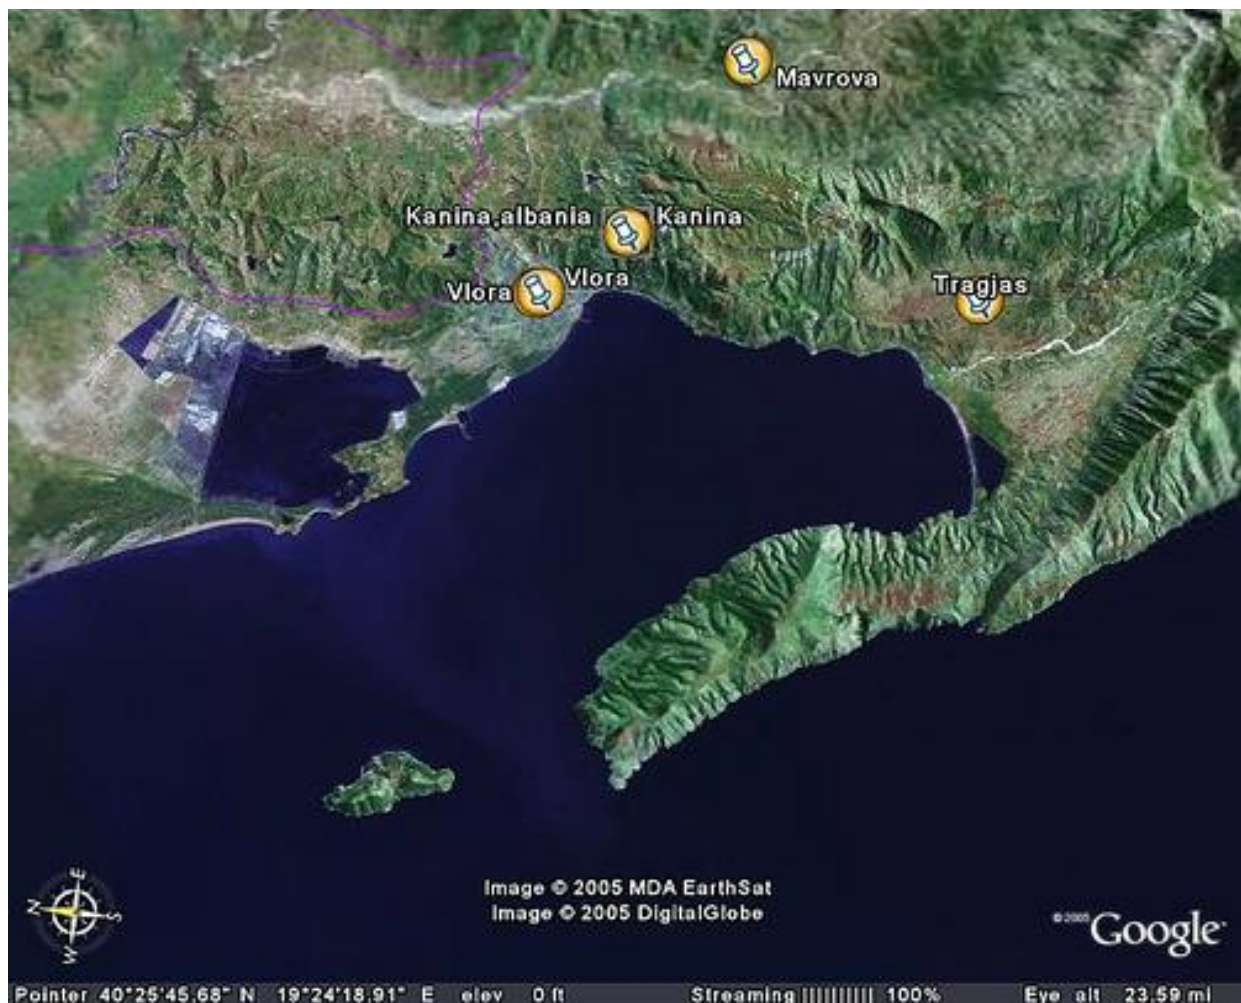 Mavrova
Kanina,albania Kanina
Vlora Vlora
Tragjas
E
N S
W
Image © 2005 MDA EarthSat
Image © 2005 DigitalGlobe
© 2005 Google
Pointer 40°25'45.68" N 19°24'18.91" E elev 0 ft Streaming |||||||||| 100% Eye alt 23.59 mi